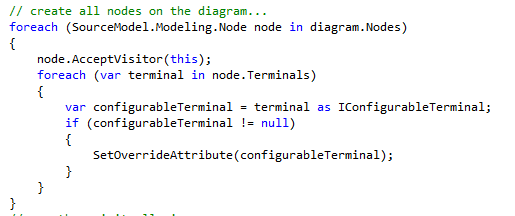 // create all nodes on the diagram...
foreach (SourceModel.Modeling.Node node in diagram.Nodes)
{
    node.AcceptVisitor(this);
    foreach (var terminal in node.Terminals)
    {
        var configurableTerminal = terminal as IConfigurableTerminal;
        if (configurableTerminal != null)
        {
            SetOverrideAttribute(configurableTerminal);
        }
    }
}